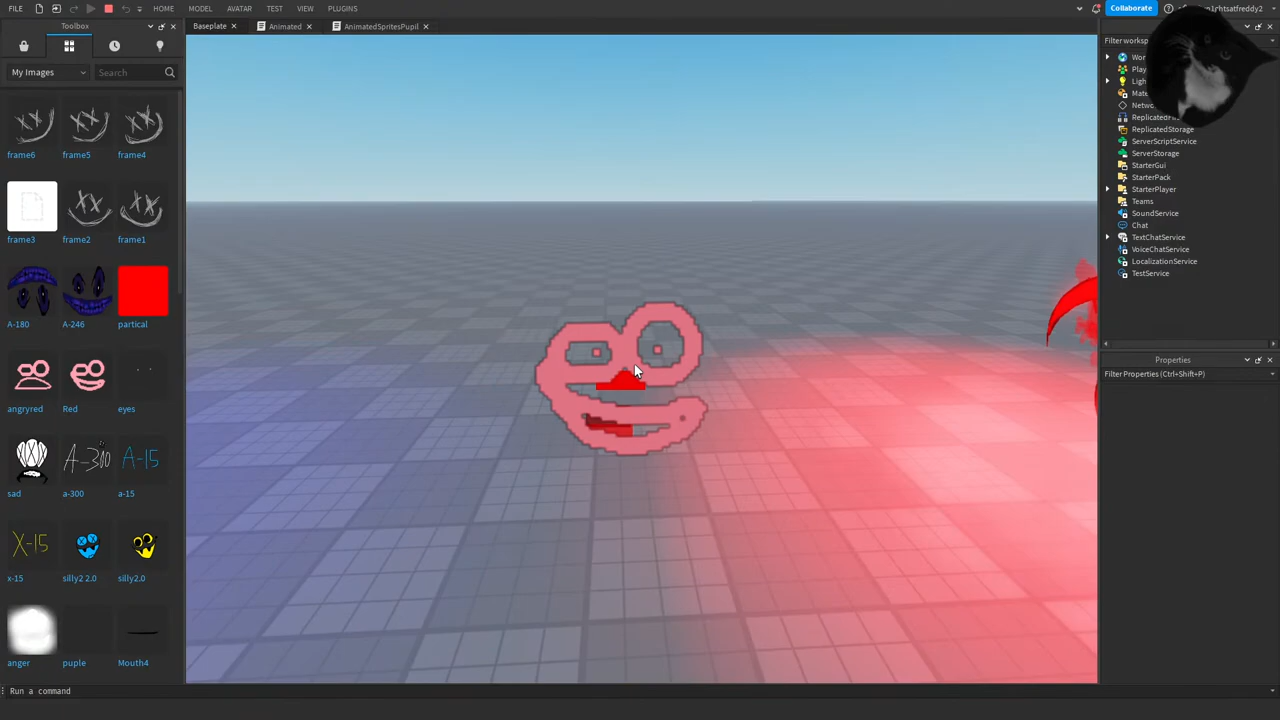 FILE HOME MODEL AVATAR TEST VIEW PLUGINS Collaborate
Toolbox
Baseplate Animated AnimatedSpritesPupil
My Images Search
frame6 frame5 frame4
frame3 frame2 frame1
A-180 A-246 partical
angryred Red eyes
A-300 A-15
sad a-300 a-15
X-15
x-15 silly2 2.0 silly2.0
anger puple Mouth4
Run a command
ServerScriptService
ReplicatedStorage
ServerStorage
StarterGui
StarterPack
StarterPlayer
Teams
SoundService
Chat
TextChatService
VoiceChatService
LocalizationService
TestService
Properties
Filter Properties (Ctrl+Shift+P)